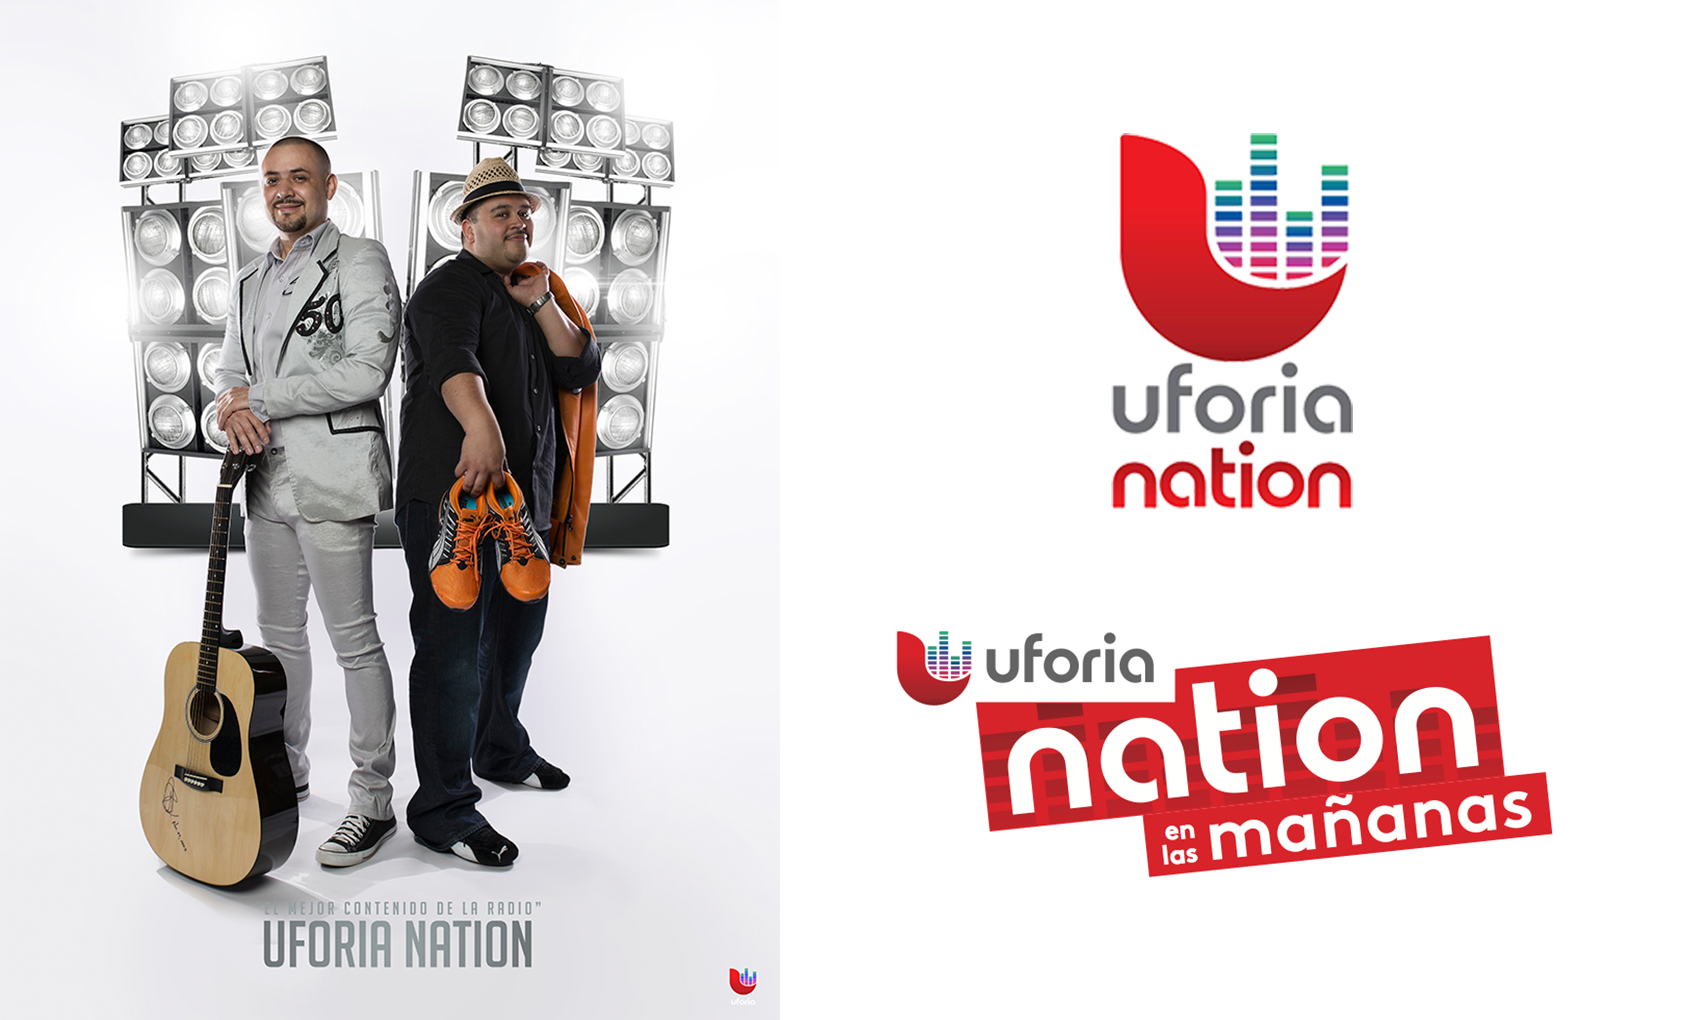 50
EL MEJOR CONTENIDO DE LA RADIO"
UFORIA NATION
uforia
uforia
nation
uforia
nation
en las mañanas